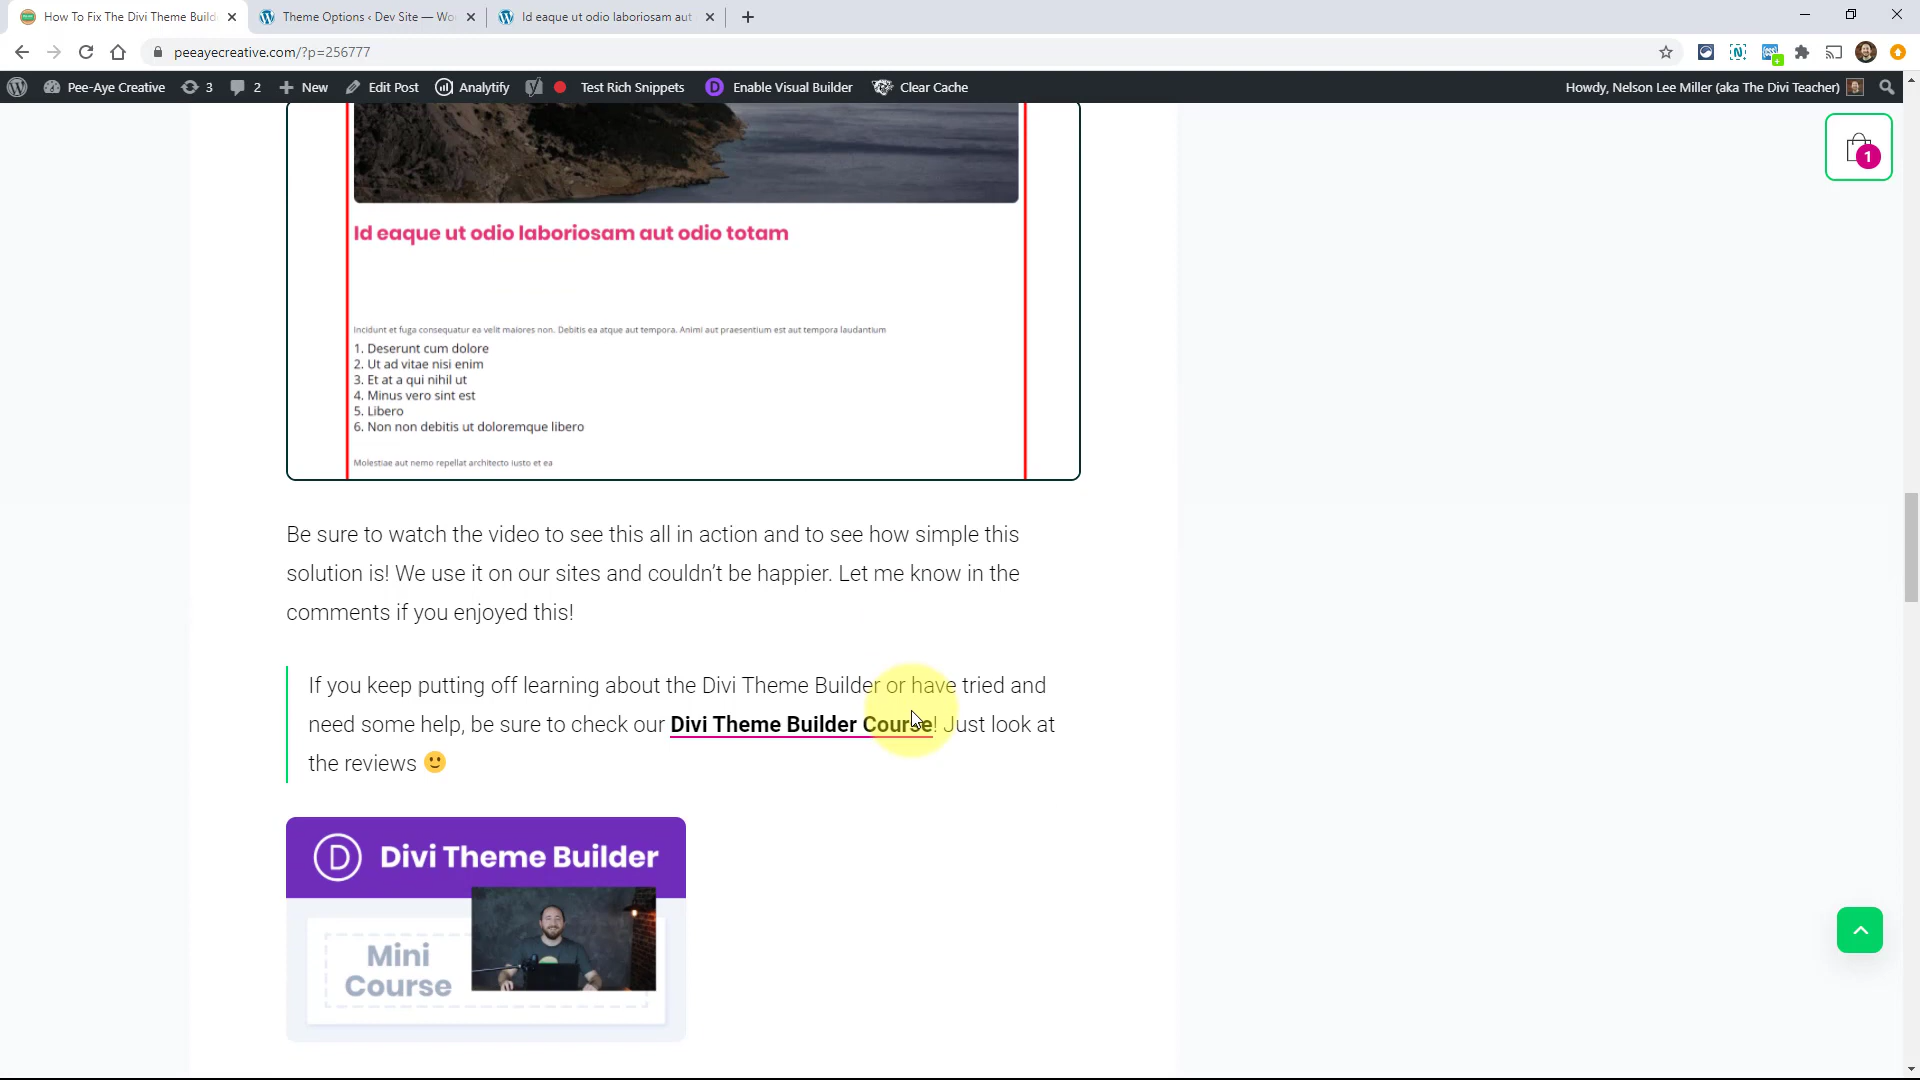 How To Fix The Divi Theme Build
Theme Options ‹ Dev Site — Wo
Id eaque ut odio laboriosam aut
peeayecreative.com/?p=256777
Pee-Aye Creative
3
2
New
Edit Post
Analytify
Test Rich Snippets
Enable Visual Builder
Clear Cache
Howdy, Nelson Lee Miller (aka The Divi Teacher)
1
Id eaque ut odio laboriosam aut odio totam
Incidunt et fuga consequatur ea velit maiores non. Debitis ea atque aut tempora. Animi aut praesentium est aut tempora laudantium
1. Deserunt cum dolore
2. Ut ad vitae nisi enim
3. Et at a qui nihil ut
4. Minus vero sint est
5. Libero
6. Non non debitis ut doloremque libero
Molestiae aut nemo repellat architecto iusto et ea
Be sure to watch the video to see this all in action and to see how simple this
solution is! We use it on our sites and couldn’t be happier. Let me know in the
comments if you enjoyed this!
If you keep putting off learning about the Divi Theme Builder or have tried and
need some help, be sure to check our Divi Theme Builder Course! Just look at
the reviews 🙂
D Divi Theme Builder
Mini
Course